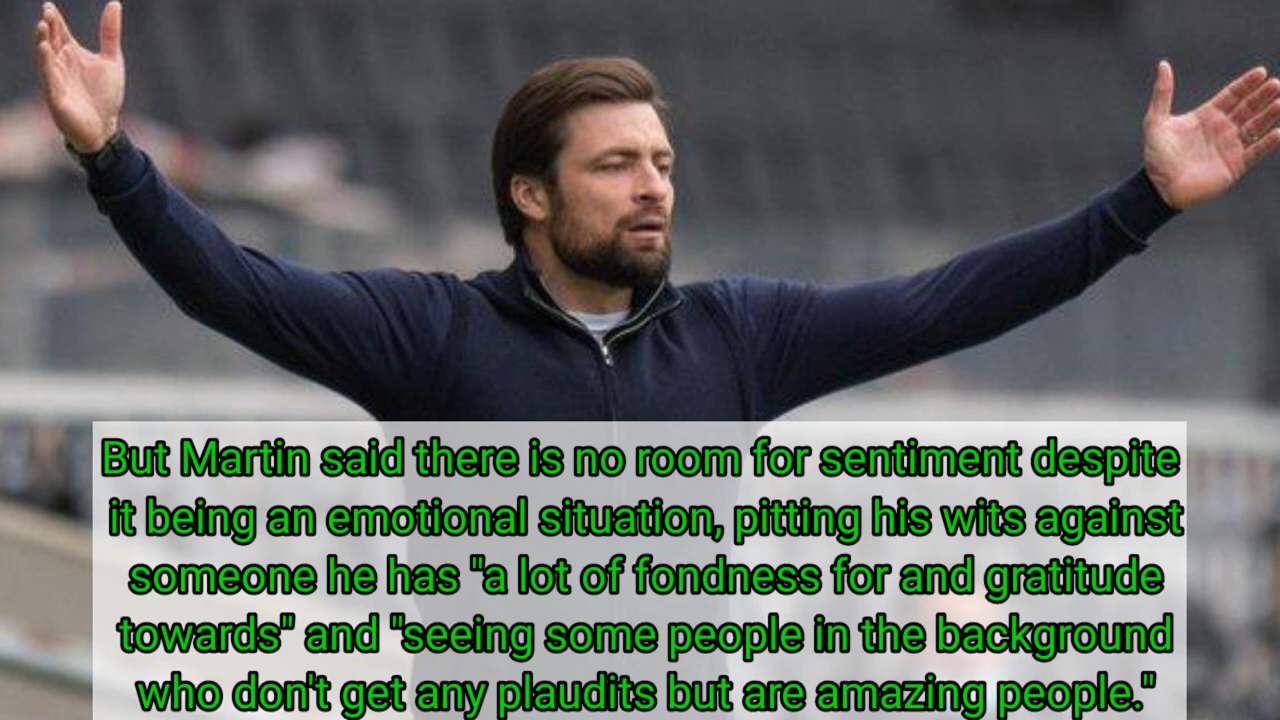 But Martin said there is no room for sentiment despite
it being an emotional situation, pitting his wits against
someone he has "a lot of fondness for and gratitude
towards" and "seeing some people in the background
who don't get any plaudits but are amazing people."